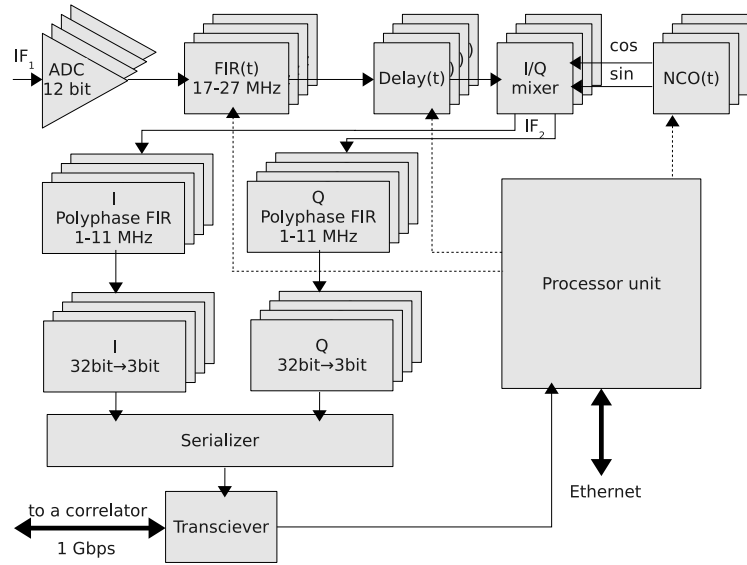 IF1
ADC
12 bit
FIR(t)
17-27 MHz
Delay(t)
I/Q
mixer
cos
sin
NCO(t)
IF2
I
Polyphase FIR
1-11 MHz
Q
Polyphase FIR
1-11 MHz
Processor unit
I
32bit→3bit
Q
32bit→3bit
Serializer
Ethernet
to a correlator
1 Gbps
Transciever